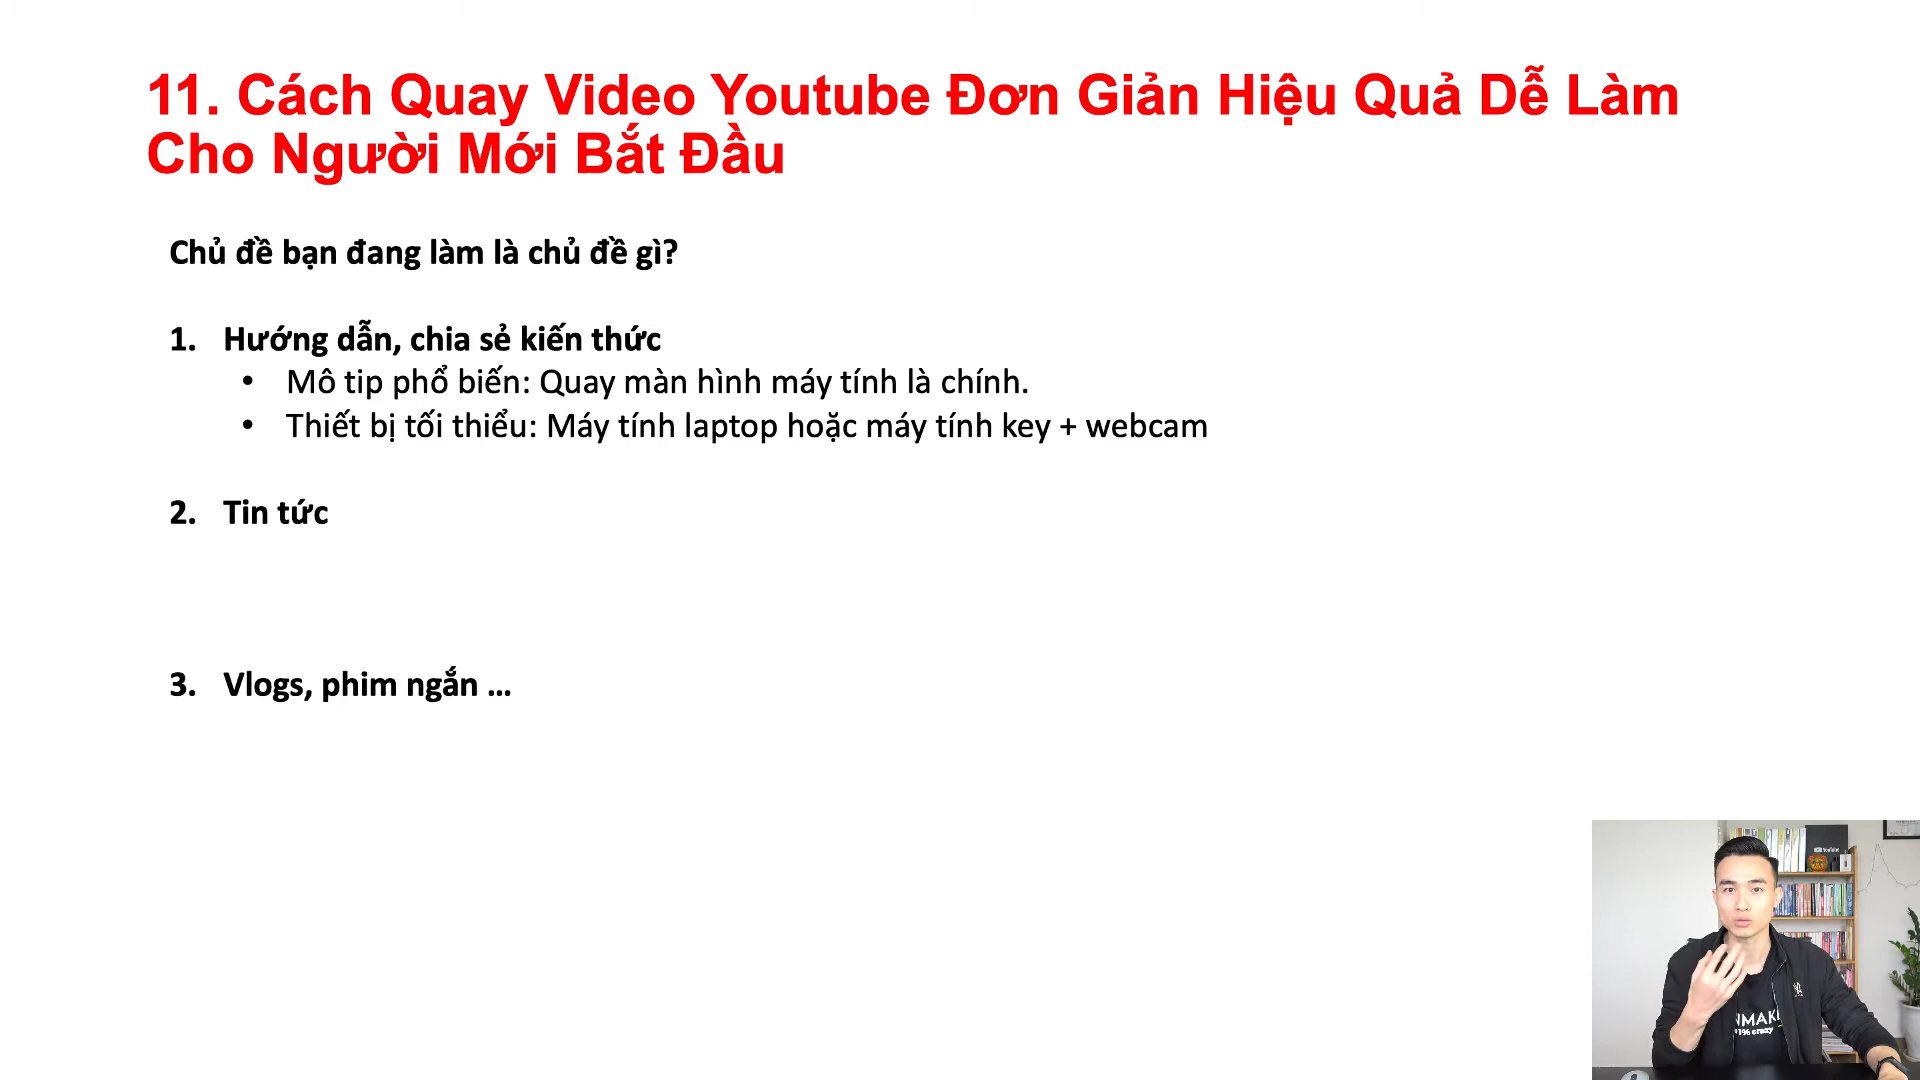 11. Cách Quay Video Youtube Đơn Giản Hiệu Quả Dễ Làm
Cho Người Mới Bắt Đầu
Chủ đề bạn đang làm là chủ đề gì?
1. Hướng dẫn, chia sẻ kiến thức
• Mô tip phổ biến: Quay màn hình máy tính là chính.
• Thiết bị tối thiểu: Máy tính laptop hoặc máy tính key + webcam
2. Tin tức
3. Vlogs, phim ngắn ...
YouTube